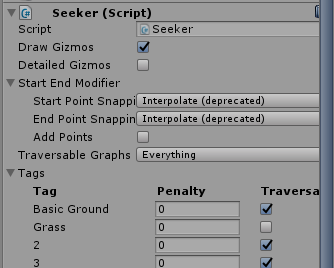 Seeker (Script)
Script Seeker
Draw Gizmos
Detailed Gizmos
Start End Modifier
Start Point Snappin Interpolate (deprecated)
End Point Snappin Interpolate (deprecated)
Add Points
Traversable Graphs Everything
Tags
Tag Penalty Traversa
Basic Ground 0
Grass 0
2 0
3 0